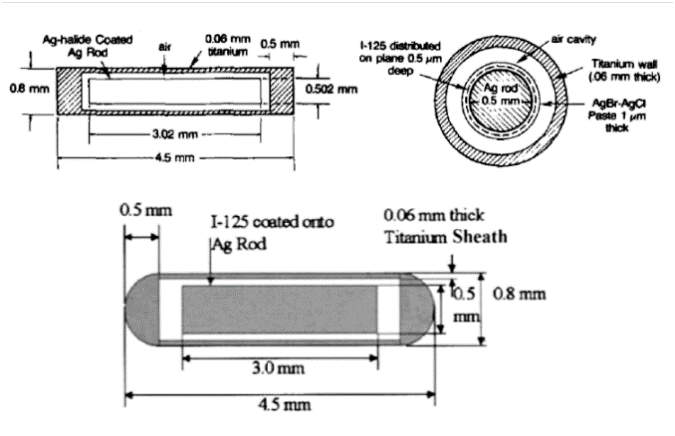 Ag-halide Coated
Ag Rod
air
0.06 mm
titanium
0.5 mm
0.8 mm
0.502 mm
3.02 mm
4.5 mm
I-125 distributed
on plane 0.5 μm
deep
air cavity
Titanium wall
(.06 mm thick)
Ag rod
0.5 mm
AgBr-AgCl
Paste 1 μm
thick
0.5 mm
I-125 coated onto
Ag Rod
0.06 mm thick
Titanium Sheath
0.5
mm
0.8 mm
3.0 mm
4.5 mm